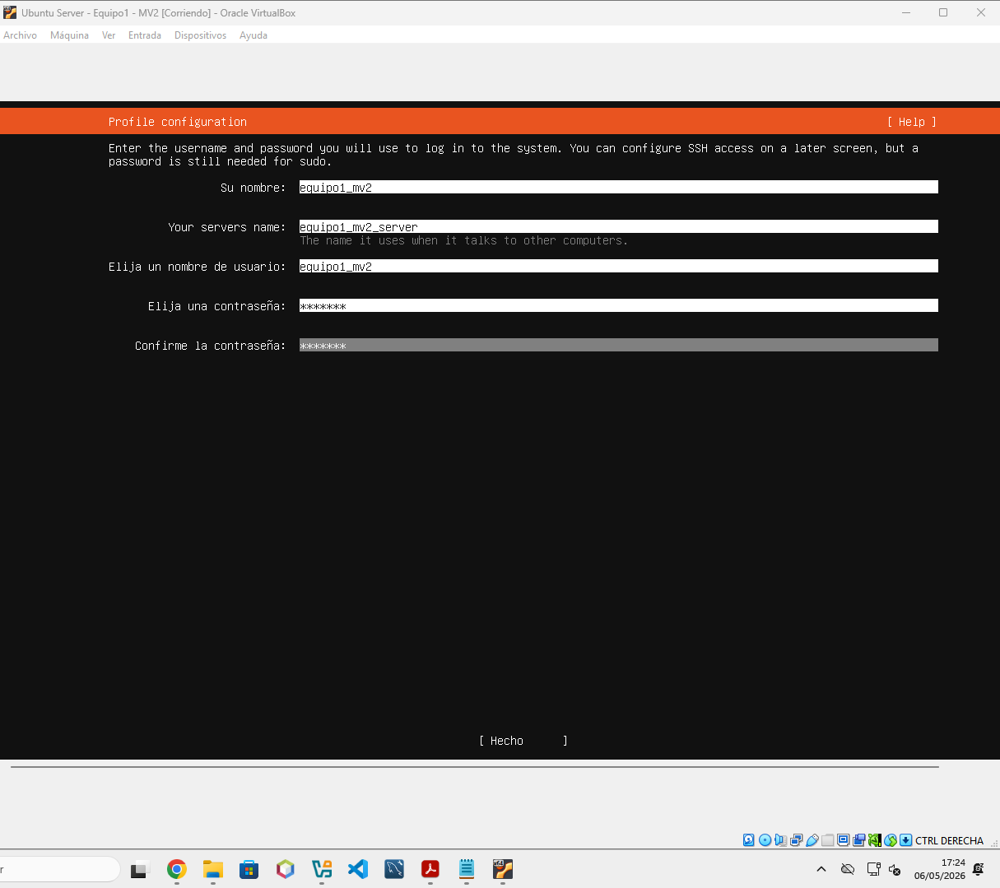 Ubuntu Server - Equipo1 - MV2 [Corriendo] - Oracle VirtualBox
Archivo Máquina Ver Entrada Dispositivos Ayuda
Profile configuration [ Help ]
Enter the username and password you will use to log in to the system. You can configure SSH access on a later screen, but a
password is still needed for sudo.
Su nombre: equipo1_mv2
Your servers name: equipo1_mv2_server
The name it uses when it talks to other computers.
Elija un nombre de usuario: equipo1_mv2
Elija una contraseña: *******
Confirme la contraseña: *******
[ Hecho ]
CTRL DERECHA
r
17:24
06/05/2026